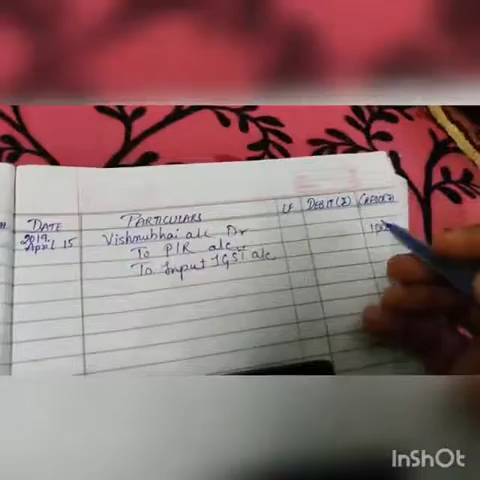 DATE PARTICULARS LF DEBIT(₹) CREDIT(₹)
2019
April 15 Vishnubhai a/c Dr
To P/R a/c
To Input IGST a/c
InShOt